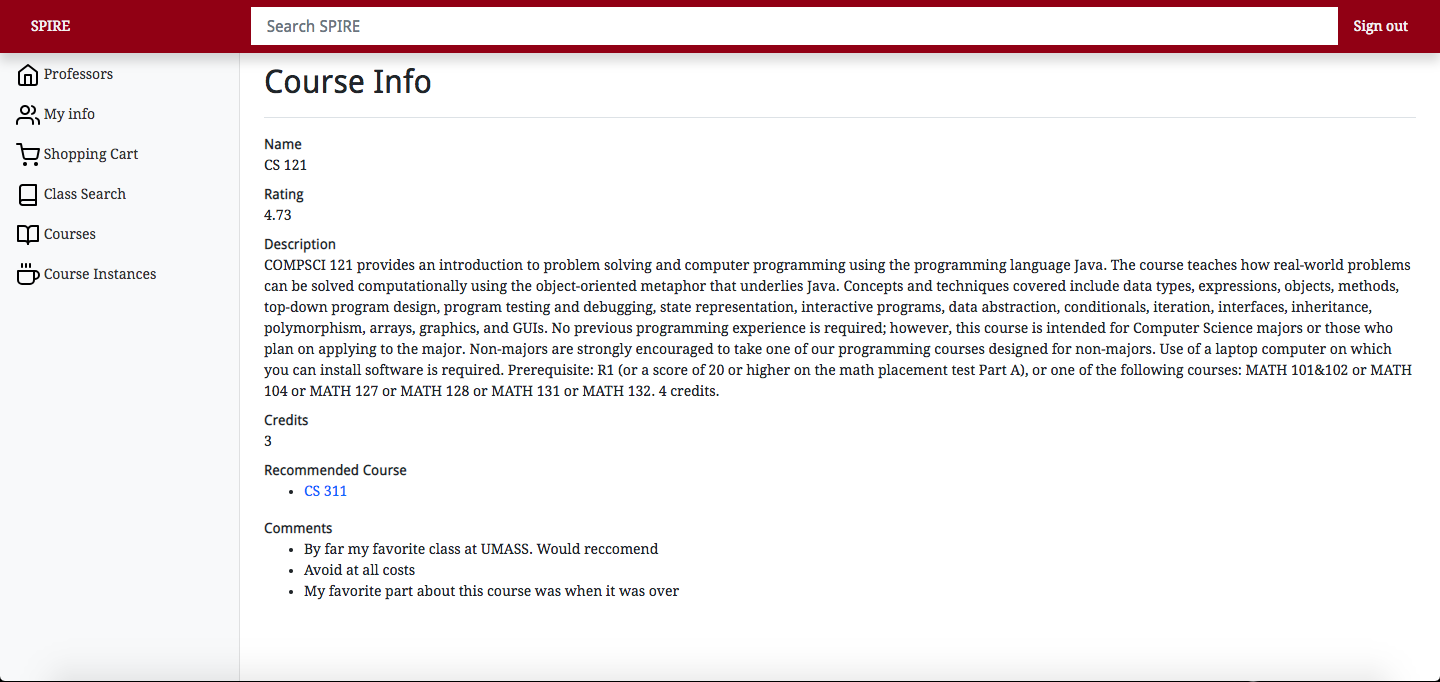 SPIRE
Search SPIRE
Sign out
Professors
My info
Shopping Cart
Class Search
Courses
Course Instances
Course Info
Name
CS 121
Rating
4.73
Description
COMPSCI 121 provides an introduction to problem solving and computer programming using the programming language Java. The course teaches how real-world problems
can be solved computationally using the object-oriented metaphor that underlies Java. Concepts and techniques covered include data types, expressions, objects, methods,
top-down program design, program testing and debugging, state representation, interactive programs, data abstraction, conditionals, iteration, interfaces, inheritance,
polymorphism, arrays, graphics, and GUIs. No previous programming experience is required; however, this course is intended for Computer Science majors or those who
plan on applying to the major. Non-majors are strongly encouraged to take one of our programming courses designed for non-majors. Use of a laptop computer on which
you can install software is required. Prerequisite: R1 (or a score of 20 or higher on the math placement test Part A), or one of the following courses: MATH 101&102 or MATH
104 or MATH 127 or MATH 128 or MATH 131 or MATH 132. 4 credits.
Credits
3
Recommended Course
• CS 311
Comments
• By far my favorite class at UMASS. Would reccomend
• Avoid at all costs
• My favorite part about this course was when it was over